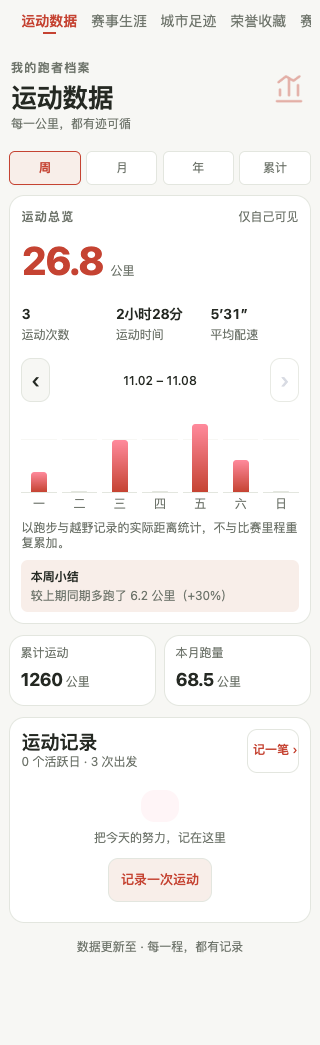 运动数据 赛事生涯 城市足迹 荣誉收藏 赛
我的跑者档案
运动数据
每一公里，都有迹可循
周 月 年 累计
运动总览 仅自己可见
26.8 公里
3 2小时28分 5’31”
运动次数 运动时间 平均配速
‹ 11.02 – 11.08 ›
一 二 三 四 五 六 日
以跑步与越野记录的实际距离统计，不与比赛里程重
复累加。
本周小结
较上期同期多跑了 6.2 公里（+30%）
累计运动 本月跑量
1260 公里 68.5 公里
运动记录 记一笔 ›
0 个活跃日 · 3 次出发
把今天的努力，记在这里
记录一次运动
数据更新至 · 每一程，都有记录